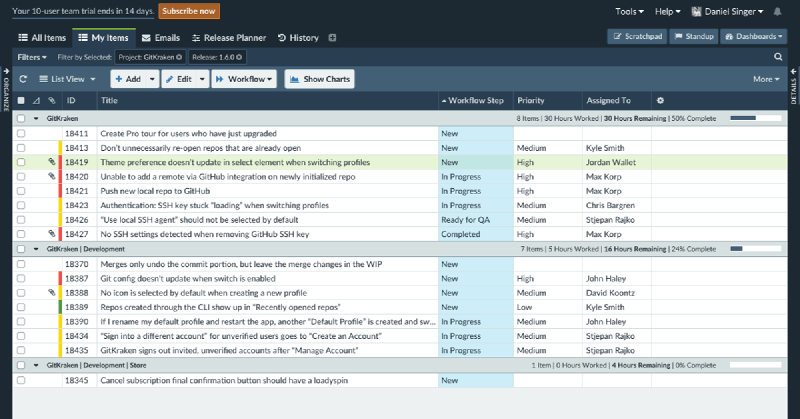 Your 10-user team trial ends in 14 days. Subscribe now Tools Help Daniel Singer
All Items My Items Emails Release Planner History Scratchpad Standup Dashboards
Filters Filter by Selected: Project: GitKraken Release: 1.6.0
List View Add Edit Workflow Show Charts More
ORGANIZE
DETAILS
ID Title Workflow Step Priority Assigned To
GitKraken 8 Items | 30 Hours Worked | 30 Hours Remaining | 50% Complete
18411 Create Pro tour for users who have just upgraded New
18413 Don't unnecessarily re-open repos that are already open New Medium Kyle Smith
18419 Theme preference doesn't update in select element when switching profiles New High Jordan Wallet
18420 Unable to add a remote via GitHub integration on newly initialized repo In Progress High Max Korp
18421 Push new local repo to GitHub In Progress High Max Korp
18423 Authentication: SSH key stuck "loading" when switching profiles In Progress Medium Chris Bargren
18426 "Use local SSH agent" should not be selected by default Ready for QA Medium Stjepan Rajko
18427 No SSH settings detected when removing GitHub SSH key Completed High Max Korp
GitKraken | Development 7 Items | 5 Hours Worked | 16 Hours Remaining | 24% Complete
18370 Merges only undo the commit portion, but leave the merge changes in the WIP New
18387 Git config doesn't update when switch is enabled New High John Haley
18388 No icon is selected by default when creating a new profile New Medium David Koontz
18389 Repos created through the CLI show up in "Recently opened repos" New Low Kyle Smith
18390 If I rename my default profile and restart the app, another "Default Profile" is created and sw... In Progress Medium John Haley
18434 "Sign into a different account" for unverified users goes to "Create an Account" In Progress Medium Stjepan Rajko
18435 GitKraken signs out invited, unverified accounts after "Manage Account" In Progress Medium Stjepan Rajko
GitKraken | Development | Store 1 Item | 0 Hours Worked | 4 Hours Remaining | 0% Complete
18345 Cancel subscription final confirmation button should have a loadyspin New